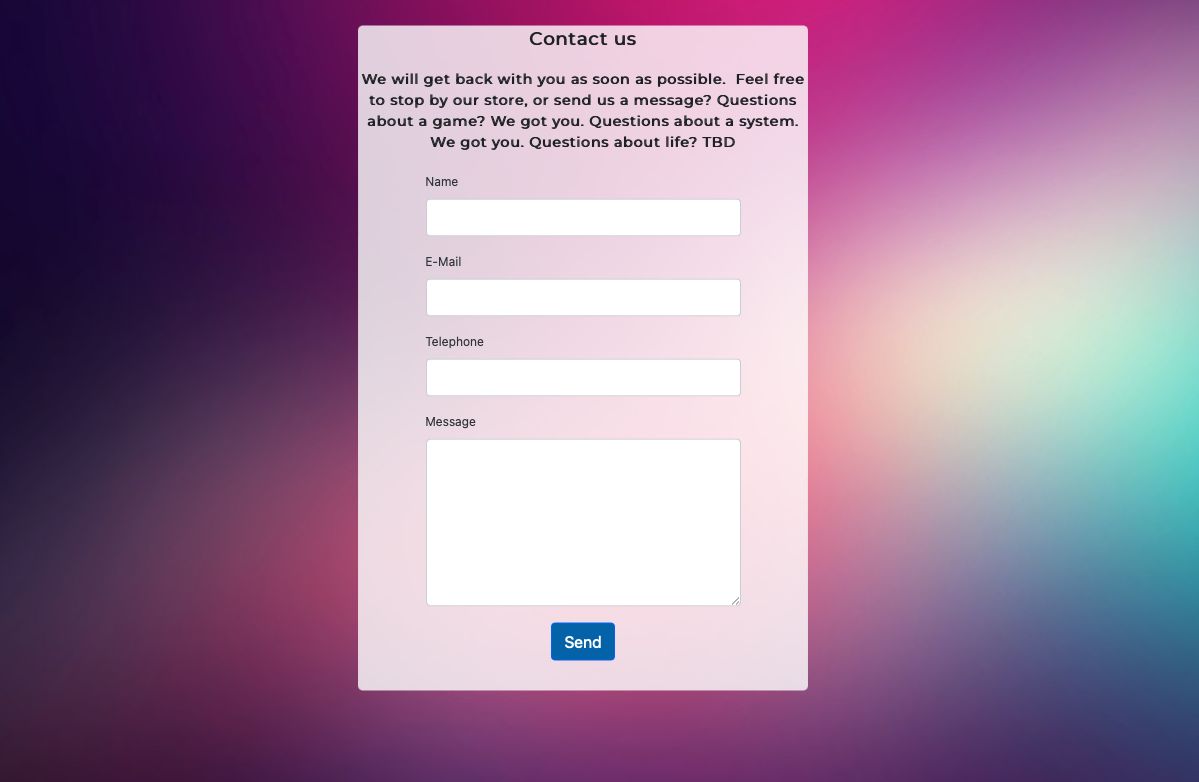 Contact us
We will get back with you as soon as possible.  Feel free
to stop by our store, or send us a message? Questions
about a game? We got you. Questions about a system.
We got you. Questions about life? TBD
Name
E-Mail
Telephone
Message
Send